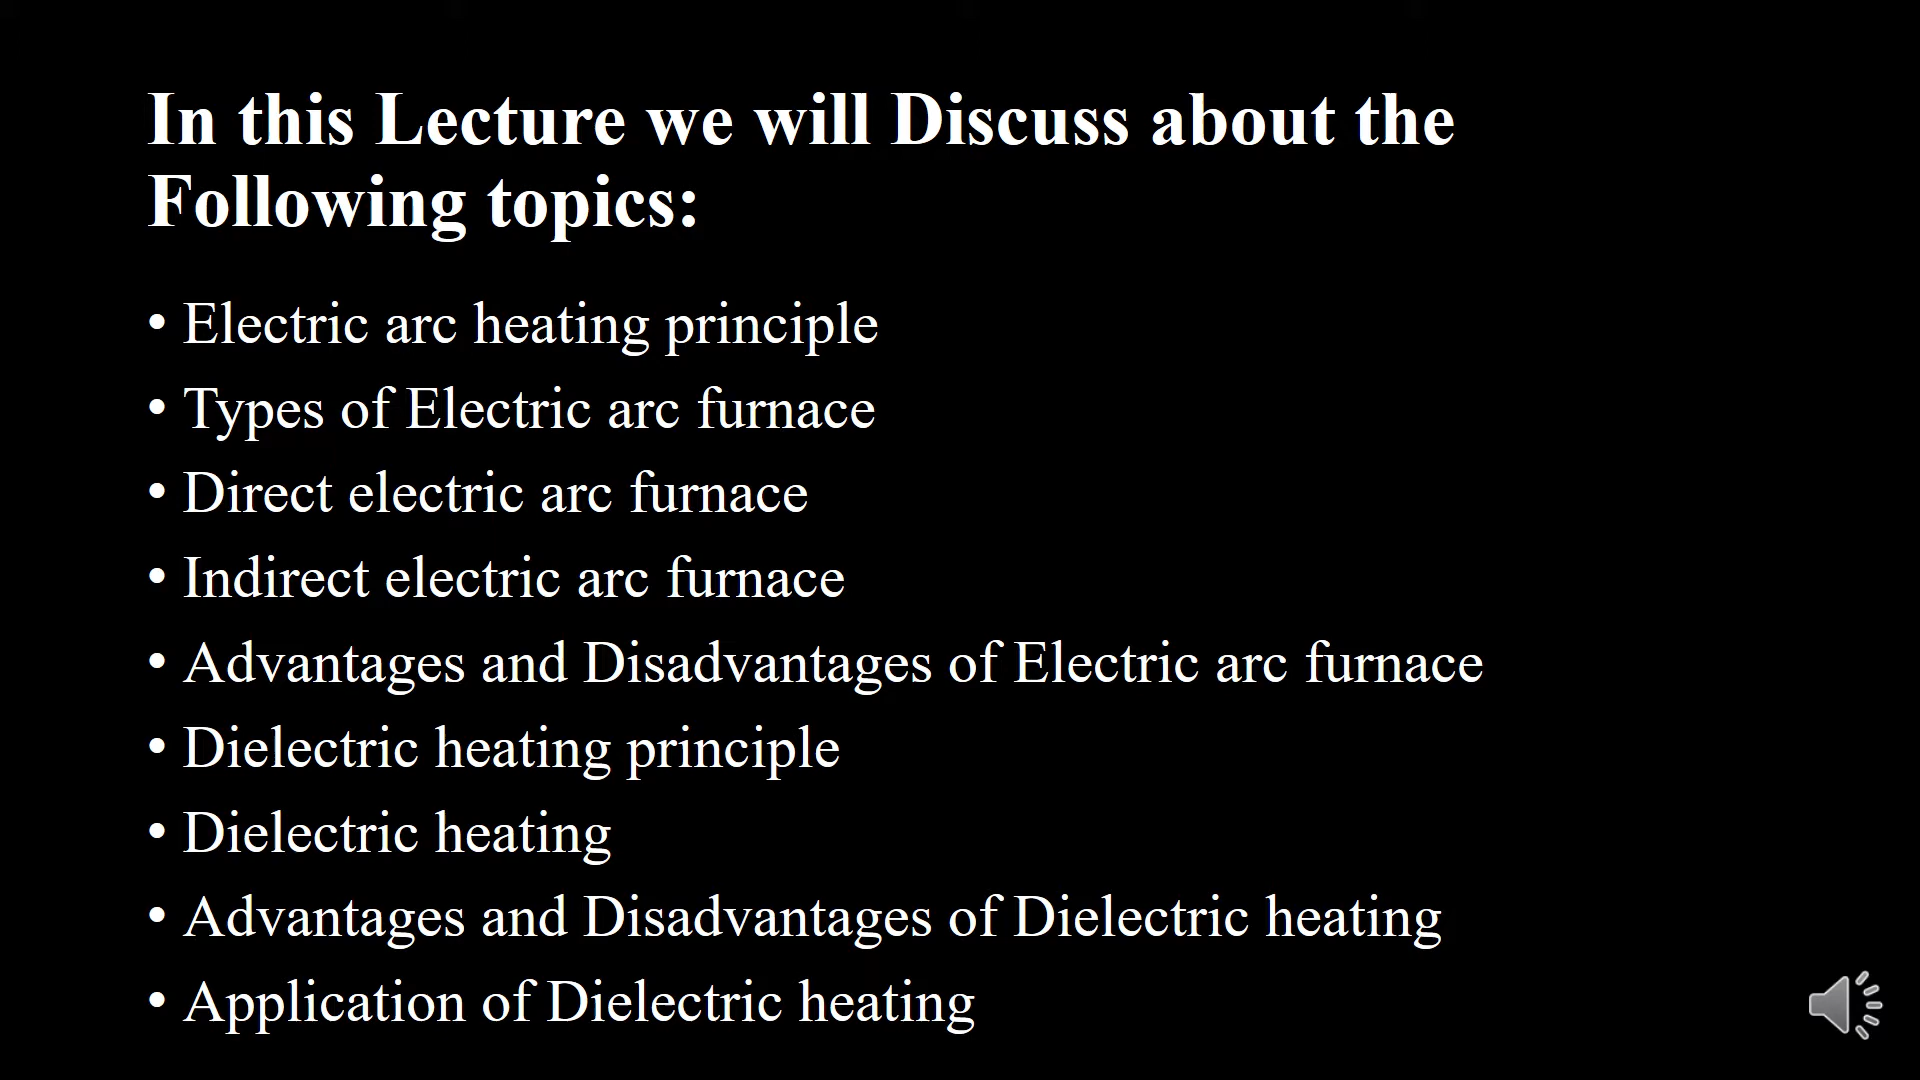 In this Lecture we will Discuss about the
Following topics:
• Electric arc heating principle
• Types of Electric arc furnace
• Direct electric arc furnace
• Indirect electric arc furnace
• Advantages and Disadvantages of Electric arc furnace
• Dielectric heating principle
• Dielectric heating
• Advantages and Disadvantages of Dielectric heating
• Application of Dielectric heating